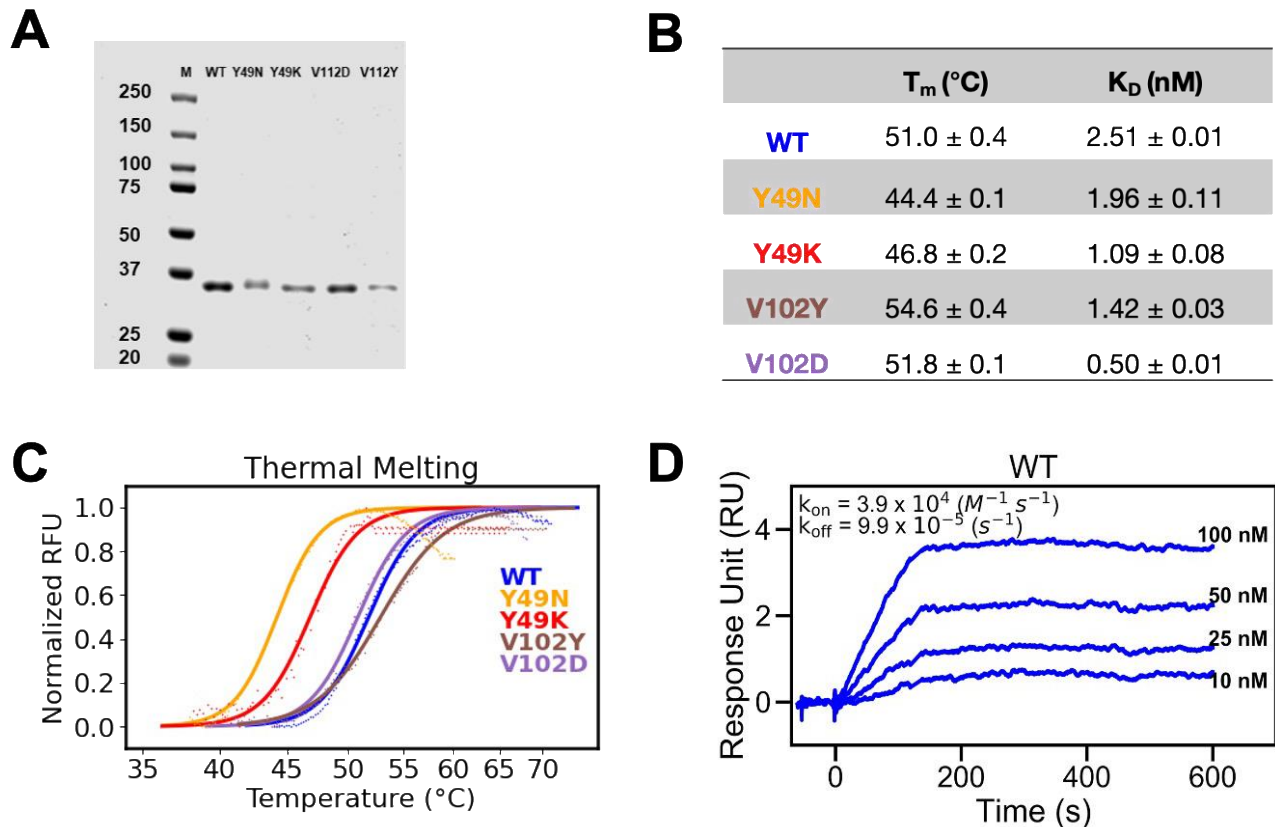 A
M WT Y49N Y49K V112D V112Y
250
150
100
75
50
37
25
20
B
Tm (°C) KD (nM)
WT 51.0 ± 0.4 2.51 ± 0.01
Y49N 44.4 ± 0.1 1.96 ± 0.11
Y49K 46.8 ± 0.2 1.09 ± 0.08
V102Y 54.6 ± 0.4 1.42 ± 0.03
V102D 51.8 ± 0.1 0.50 ± 0.01
C
Thermal Melting
Normalized RFU
1.0
0.8
0.6
0.4
0.2
0.0
WT
Y49N
Y49K
V102Y
V102D
35 40 45 50 55 60 65 70
Temperature (°C)
D
WT
Response Unit (RU)
kon = 3.9 x 10⁴ (M⁻¹ s⁻¹)
koff = 9.9 x 10⁻⁵ (s⁻¹)
4
2
0
100 nM
50 nM
25 nM
10 nM
0 200 400 600
Time (s)